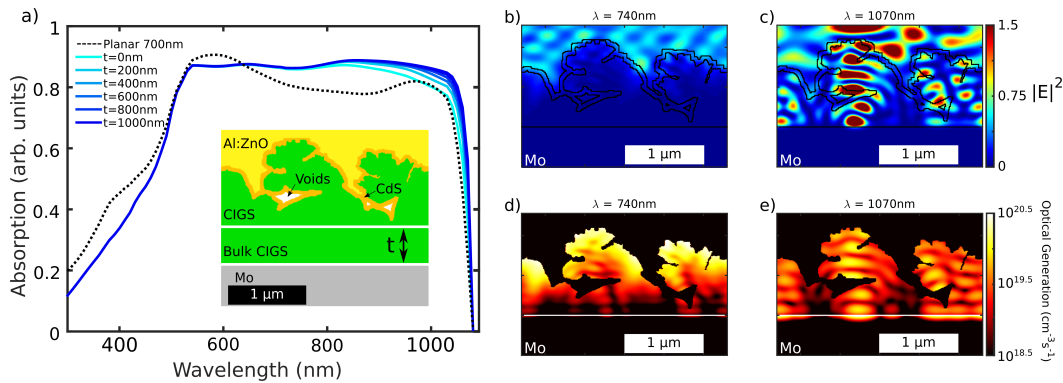 a)
Absorption (arb. units)
1
0.8
0.6
0.4
0.2
0
400
600
800
1000
Wavelength (nm)
Planar 700nm
t=0nm
t=200nm
t=400nm
t=600nm
t=800nm
t=1000nm
Al:ZnO
Voids
CdS
CIGS
Bulk CIGS
t
Mo
1 μm
b)
λ = 740nm
Mo
1 μm
c)
λ = 1070nm
Mo
1 μm
1.5
0.75
0
|E|²
d)
λ = 740nm
Mo
1 μm
e)
λ = 1070nm
Mo
1 μm
10^20.5
10^19.5
10^18.5
Optical Generation (cm⁻³s⁻¹)